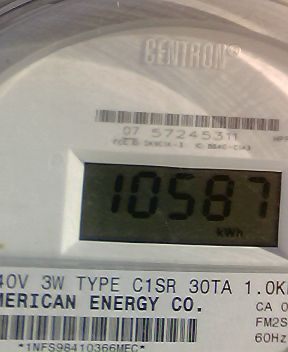 CENTRON®
07 57245311
10587
kWh
40V 3W TYPE C1SR 30TA 1.0K
MERICAN ENERGY CO.
CA 0
FM2S
60Hz
*1NFS98410366MEC*